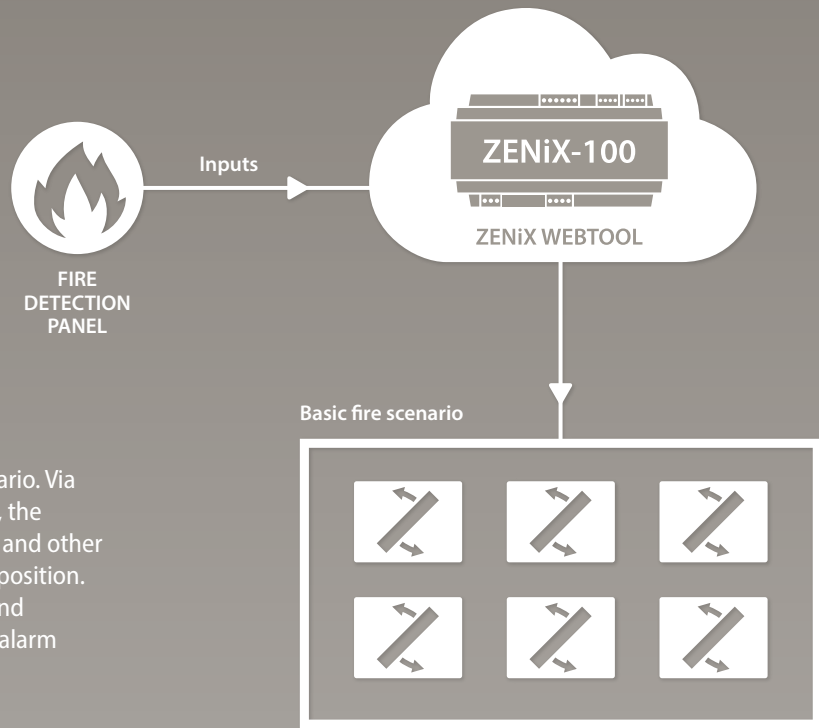 ZENiX-100
ZENiX WEBTOOL
Inputs
FIRE
DETECTION
PANEL
Basic fire scenario
ario. Via
, the
and other
position.
nd
alarm